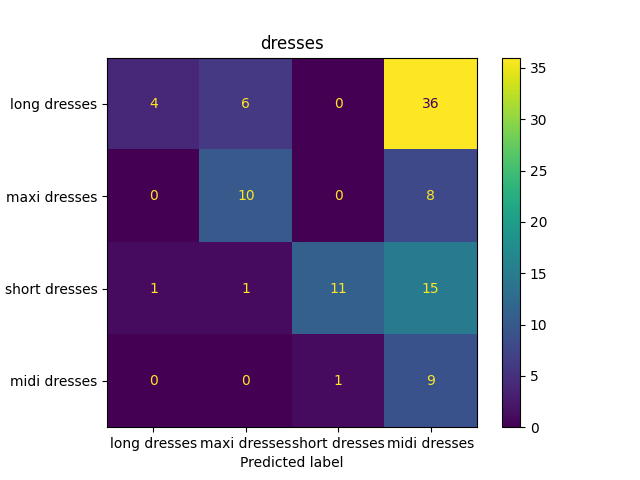 dresses
long dresses 4 6 0 36
maxi dresses 0 10 0 8
short dresses 1 1 11 15
midi dresses 0 0 1 9
long dresses maxi dresses short dresses midi dresses
Predicted label
35
30
25
20
15
10
5
0